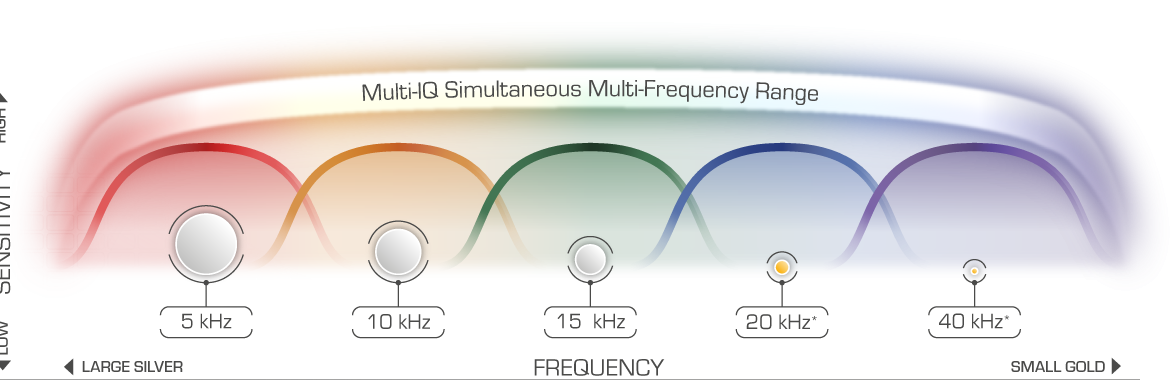 Multi-IQ Simultaneous Multi-Frequency Range
HIGH
SENSITIVITY
LOW
5 kHz
10 kHz
15 kHz
20 kHz*
40 kHz*
LARGE SILVER
FREQUENCY
SMALL GOLD